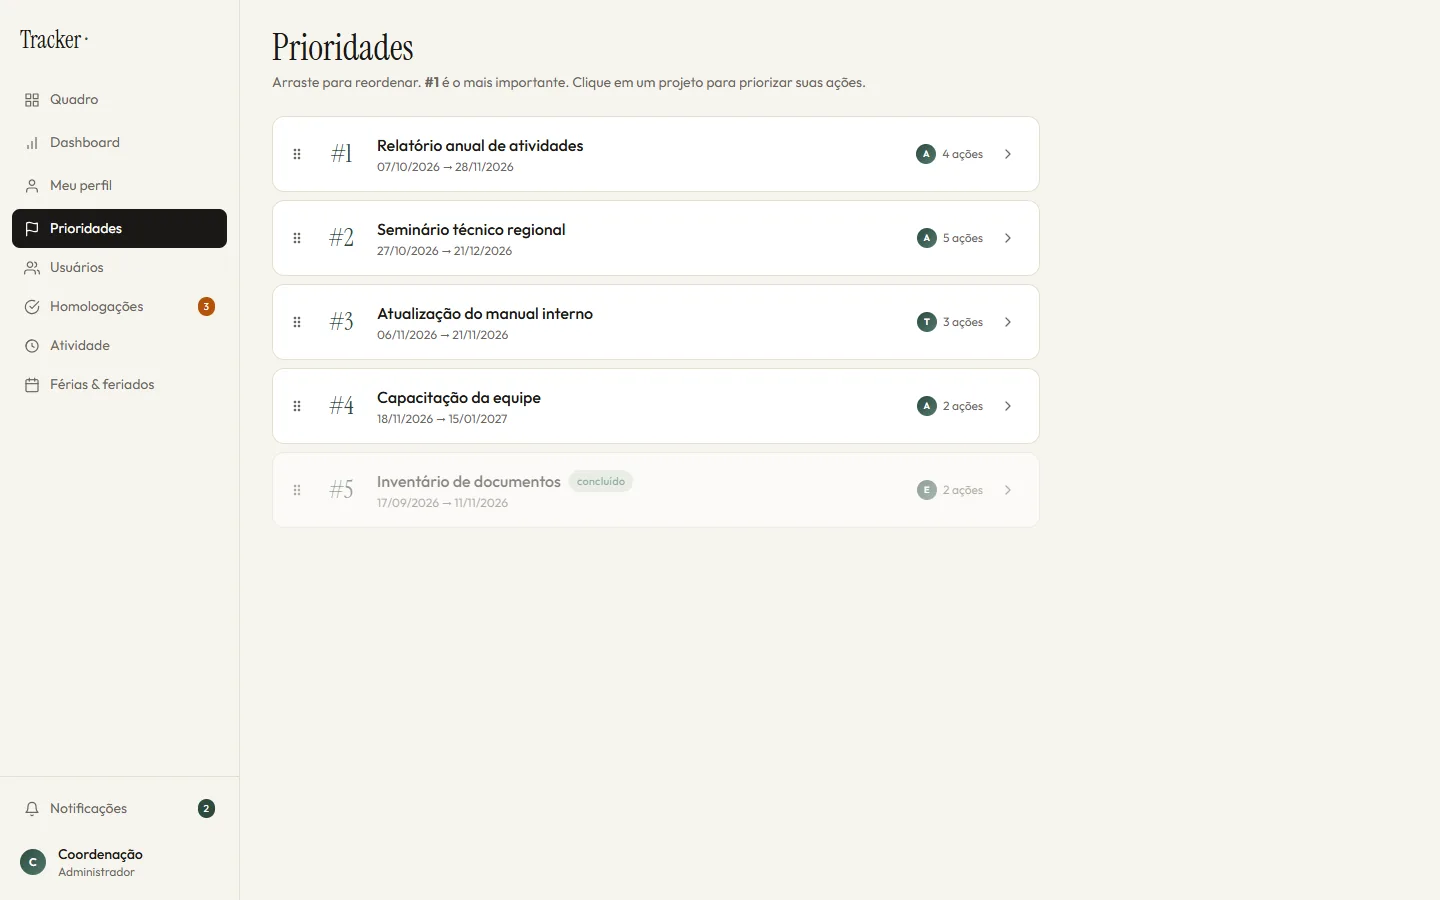 Tracker ·
Quadro
Dashboard
Meu perfil
Prioridades
Usuários
Homologações 3
Atividade
Férias & feriados
Notificações 2
C
Coordenação
Administrador
Prioridades
Arraste para reordenar. #1 é o mais importante. Clique em um projeto para priorizar suas ações.
#1
Relatório anual de atividades
07/10/2026 → 28/11/2026
A 4 ações
#2
Seminário técnico regional
27/10/2026 → 21/12/2026
A 5 ações
#3
Atualização do manual interno
06/11/2026 → 21/11/2026
T 3 ações
#4
Capacitação da equipe
18/11/2026 → 15/01/2027
A 2 ações
#5
Inventário de documentos concluído
17/09/2026 → 11/11/2026
E 2 ações